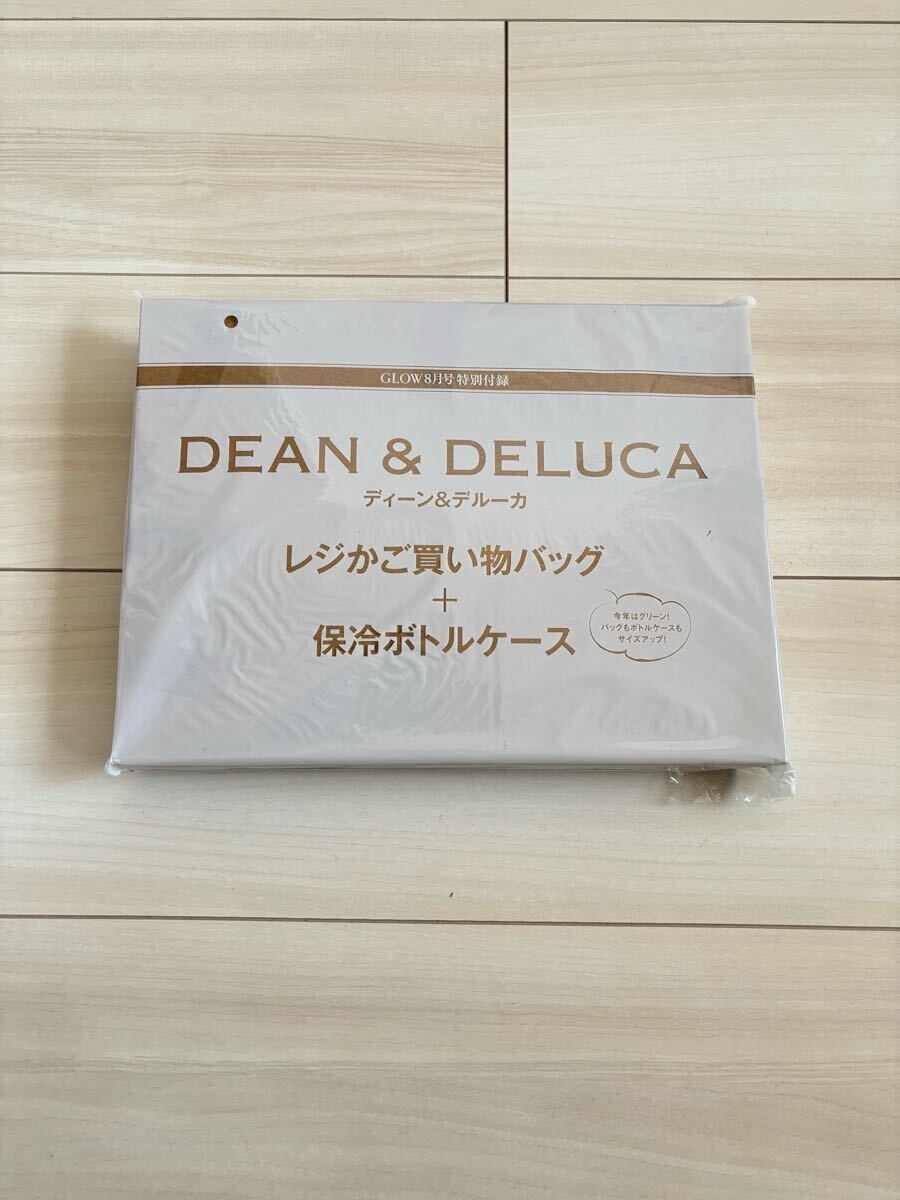 GLOW8月号 特別付録
DEAN & DELUCA
ディーン&デルーカ
レジかご買い物バッグ
+
保冷ボトルケース
今年はグリーン!
バッグもボトルケースも
サイズアップ!